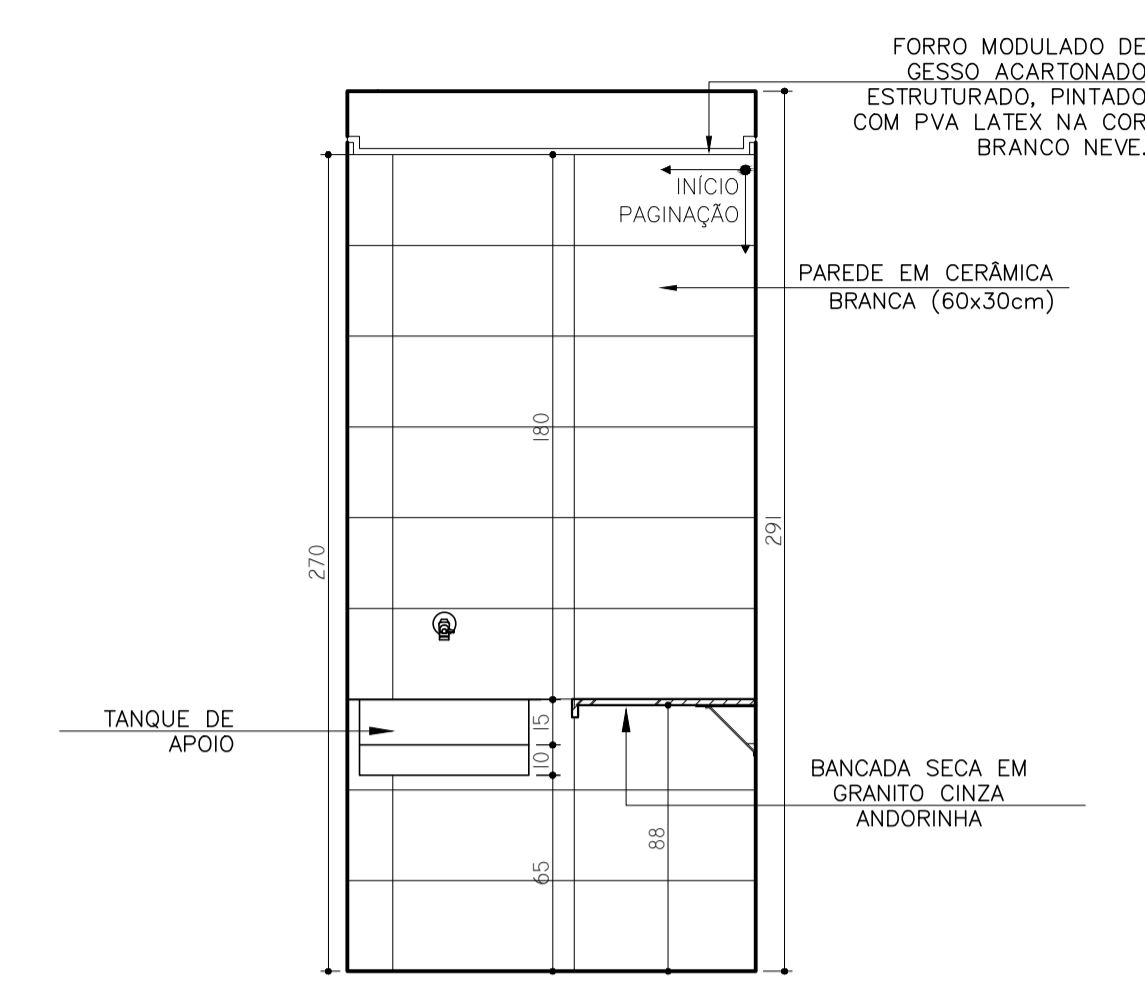 FORRO MODULADO DE
GESSO ACARTONADO
ESTRUTURADO, PINTADO
COM PVA LATEX NA COR
BRANCO NEVE.
INÍCIO
PAGINAÇÃO
PAREDE EM CERÂMICA
BRANCA (60x30cm)
180
291
270
TANQUE DE
APOIO
15
10
BANCADA SECA EM
GRANITO CINZA
ANDORINHA
88
65